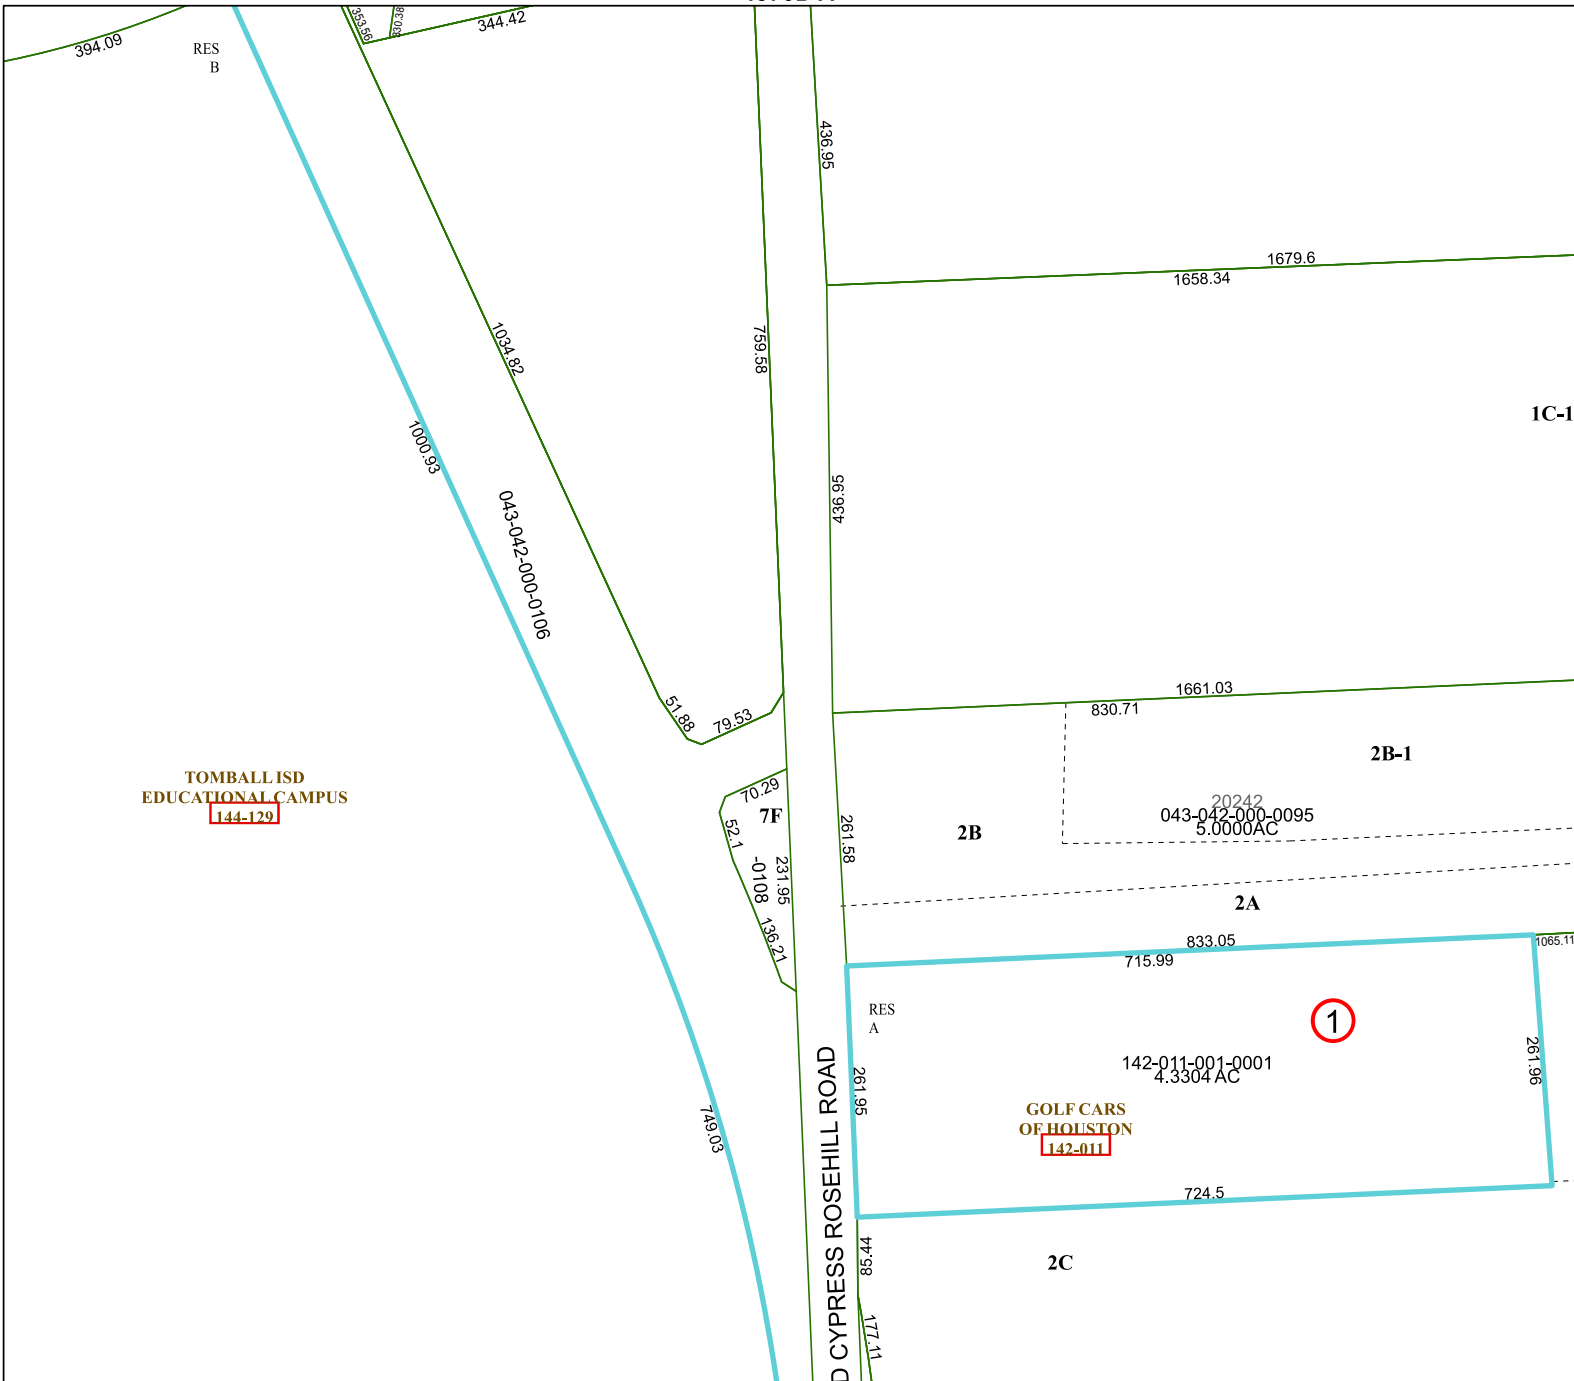 394.09
RES
B
353.56
330.38
344.42
436.95
1679.6
1658.34
759.58
1034.82
1C-1
1000.93
436.95
043-042-000-0106
1661.03
830.71
51.88
79.53
2B-1
TOMBALL ISD
EDUCATIONAL CAMPUS
144-129
70.29
7F
52.1
231.95
-0108
136.21
261.58
2B
20242
043-042-000-0095
5.0000AC
2A
833.05
715.99
1065.11
RES
A
1
142-011-001-0001
4.3304 AC
261.95
261.96
GOLF CARS
OF HOUSTON
142-011
749.03
D CYPRESS ROSEHILL ROAD
724.5
85.44
2C
177.11